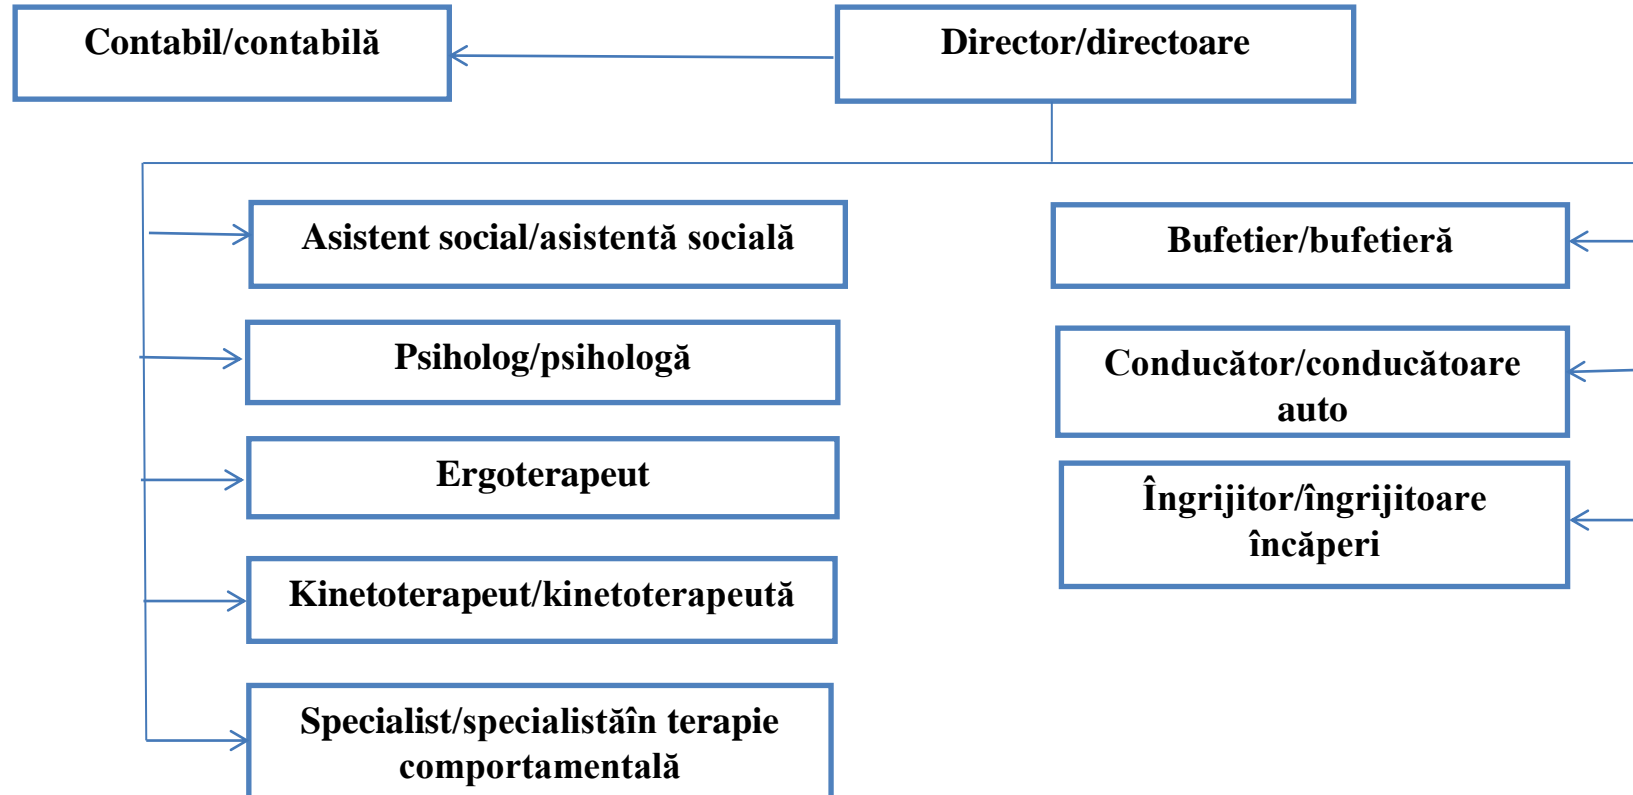 Contabil/contabilă
Director/directoare
Asistent social/asistentă socială
Psiholog/psihologă
Ergoterapeut
Kinetoterapeut/kinetoterapeută
Specialist/specialistăîn terapie
comportamentală
Bufetier/bufetieră
Conducător/conducătoare
auto
Îngrijitor/îngrijitoare
încăperi